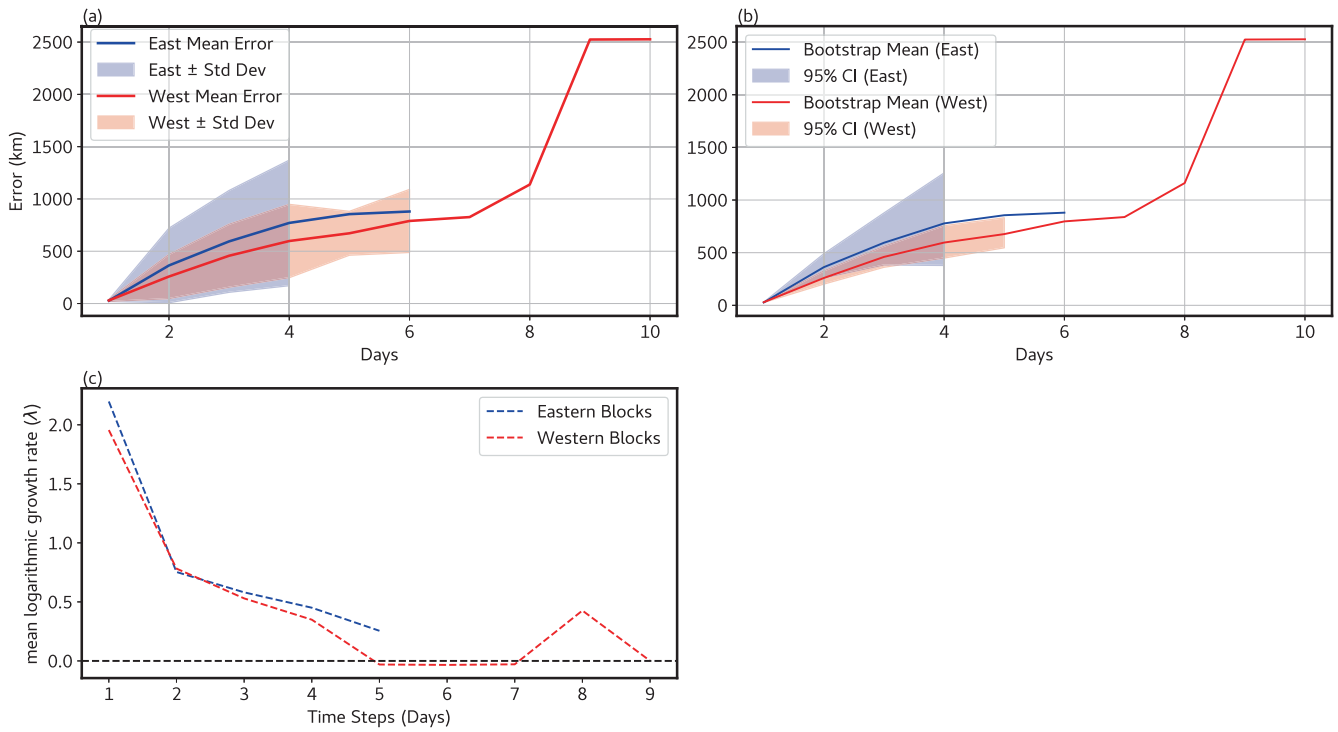 (a)
East Mean Error
East ± Std Dev
West Mean Error
West ± Std Dev
2500
2000
1500
1000
500
0
Error (km)
2 4 6 8 10
Days
(b)
Bootstrap Mean (East)
95% CI (East)
Bootstrap Mean (West)
95% CI (West)
2500
2000
1500
1000
500
0
2 4 6 8 10
Days
(c)
Eastern Blocks
Western Blocks
2.0
1.5
1.0
0.5
0.0
mean logarithmic growth rate (λ)
1 2 3 4 5 6 7 8 9
Time Steps (Days)